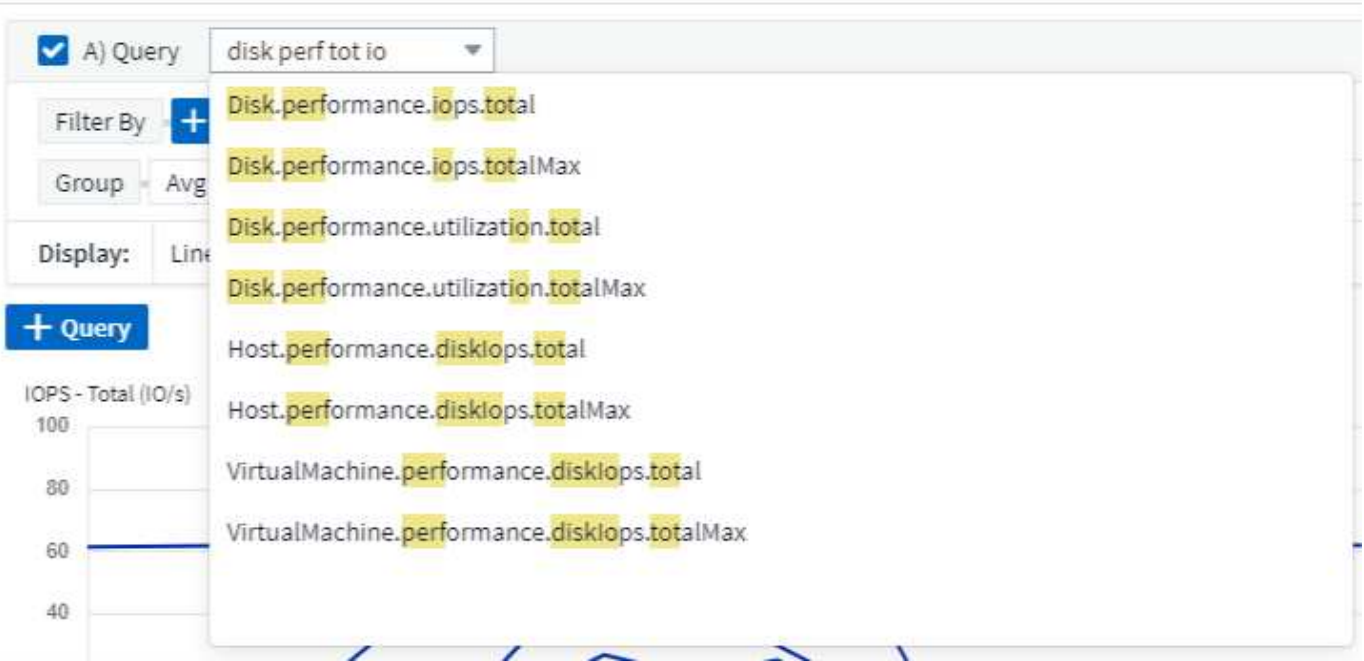 A) Query disk perf tot io
Disk.performance.iops.total
Filter By +
Disk.performance.iops.totalMax
Group Avg
Disk.performance.utilization.total
Display: Line
Disk.performance.utilization.totalMax
+ Query
Host.performance.diskIops.total
IOPS - Total (IO/s)
Host.performance.diskIops.totalMax
100
VirtualMachine.performance.diskIops.total
80
VirtualMachine.performance.diskIops.totalMax
60
40